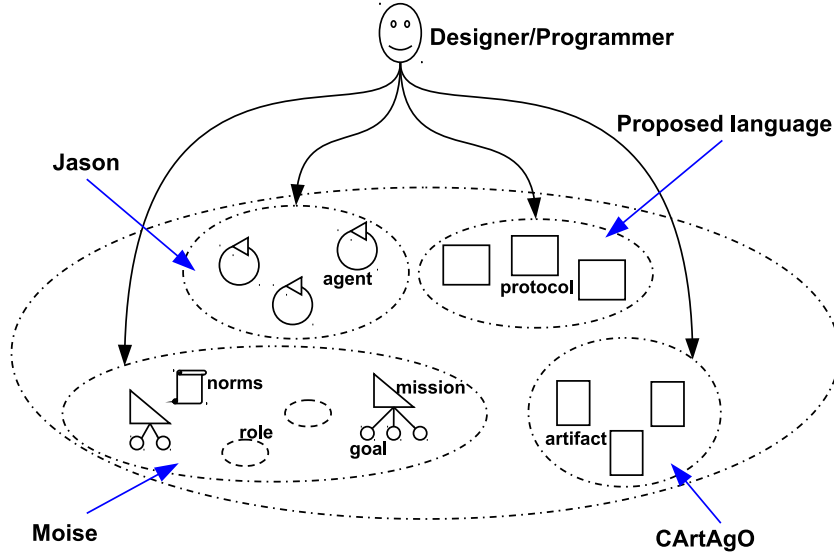 Designer/Programmer
Proposed language
Jason
agent
protocol
norms
mission
role
goal
artifact
Moise
CArtAgO